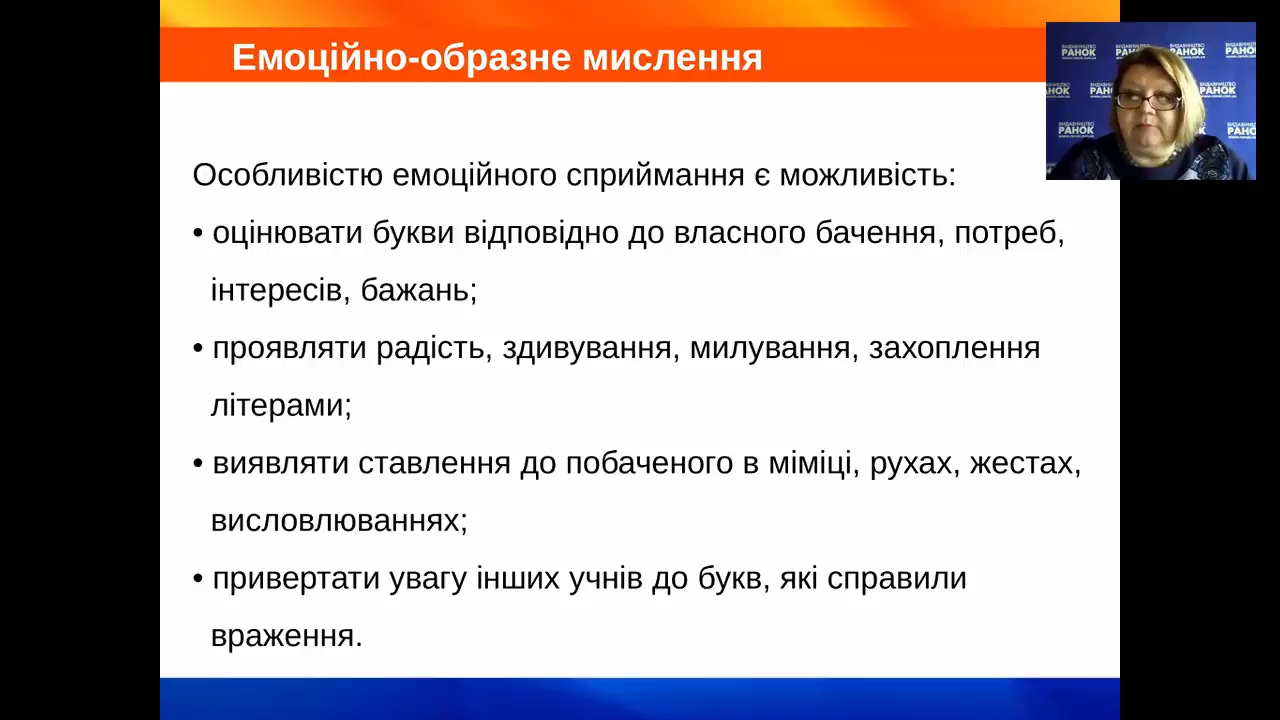 Емоційно-образне мислення
Особливістю емоційного сприймання є можливість:
• оцінювати букви відповідно до власного бачення, потреб,
інтересів, бажань;
• проявляти радість, здивування, милування, захоплення
літерами;
• виявляти ставлення до побаченого в міміці, рухах, жестах,
висловлюваннях;
• привертати увагу інших учнів до букв, які справили
враження.
ВИДАВНИЦТВО
РАНОК